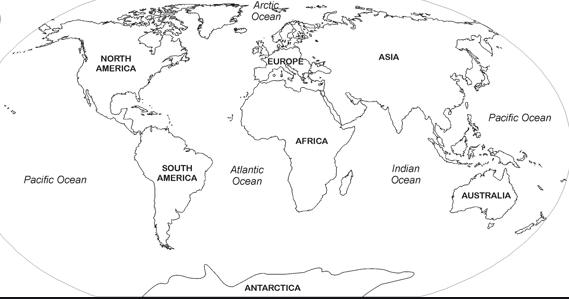 Arctic
Ocean
NORTH
AMERICA
EUROPE
ASIA
Pacific Ocean
AFRICA
Pacific Ocean
SOUTH
AMERICA
Atlantic
Ocean
Indian
Ocean
AUSTRALIA
ANTARCTICA